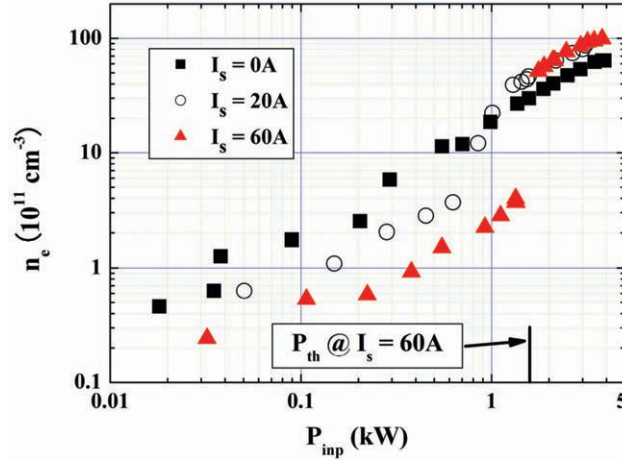 100
10
1
0.1
n_e (10^11 cm^-3)
I_s = 0A
I_s = 20A
I_s = 60A
P_th @ I_s = 60A
0.01 0.1 1 10
P_inp (kW)